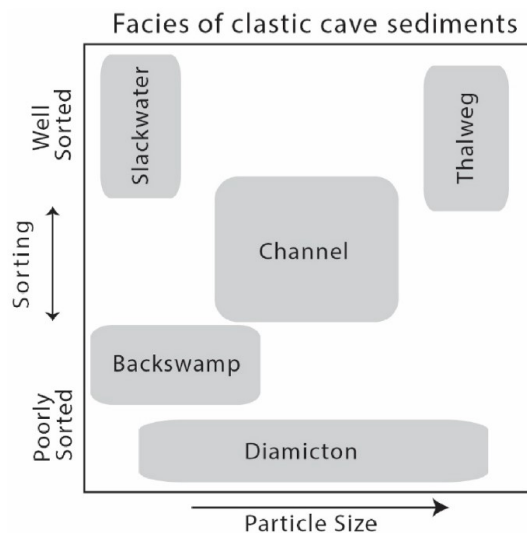 Facies of clastic cave sediments
Well
Sorted
Slackwater
Thalweg
Sorting
Channel
Backswamp
Poorly
Sorted
Diamicton
Particle Size